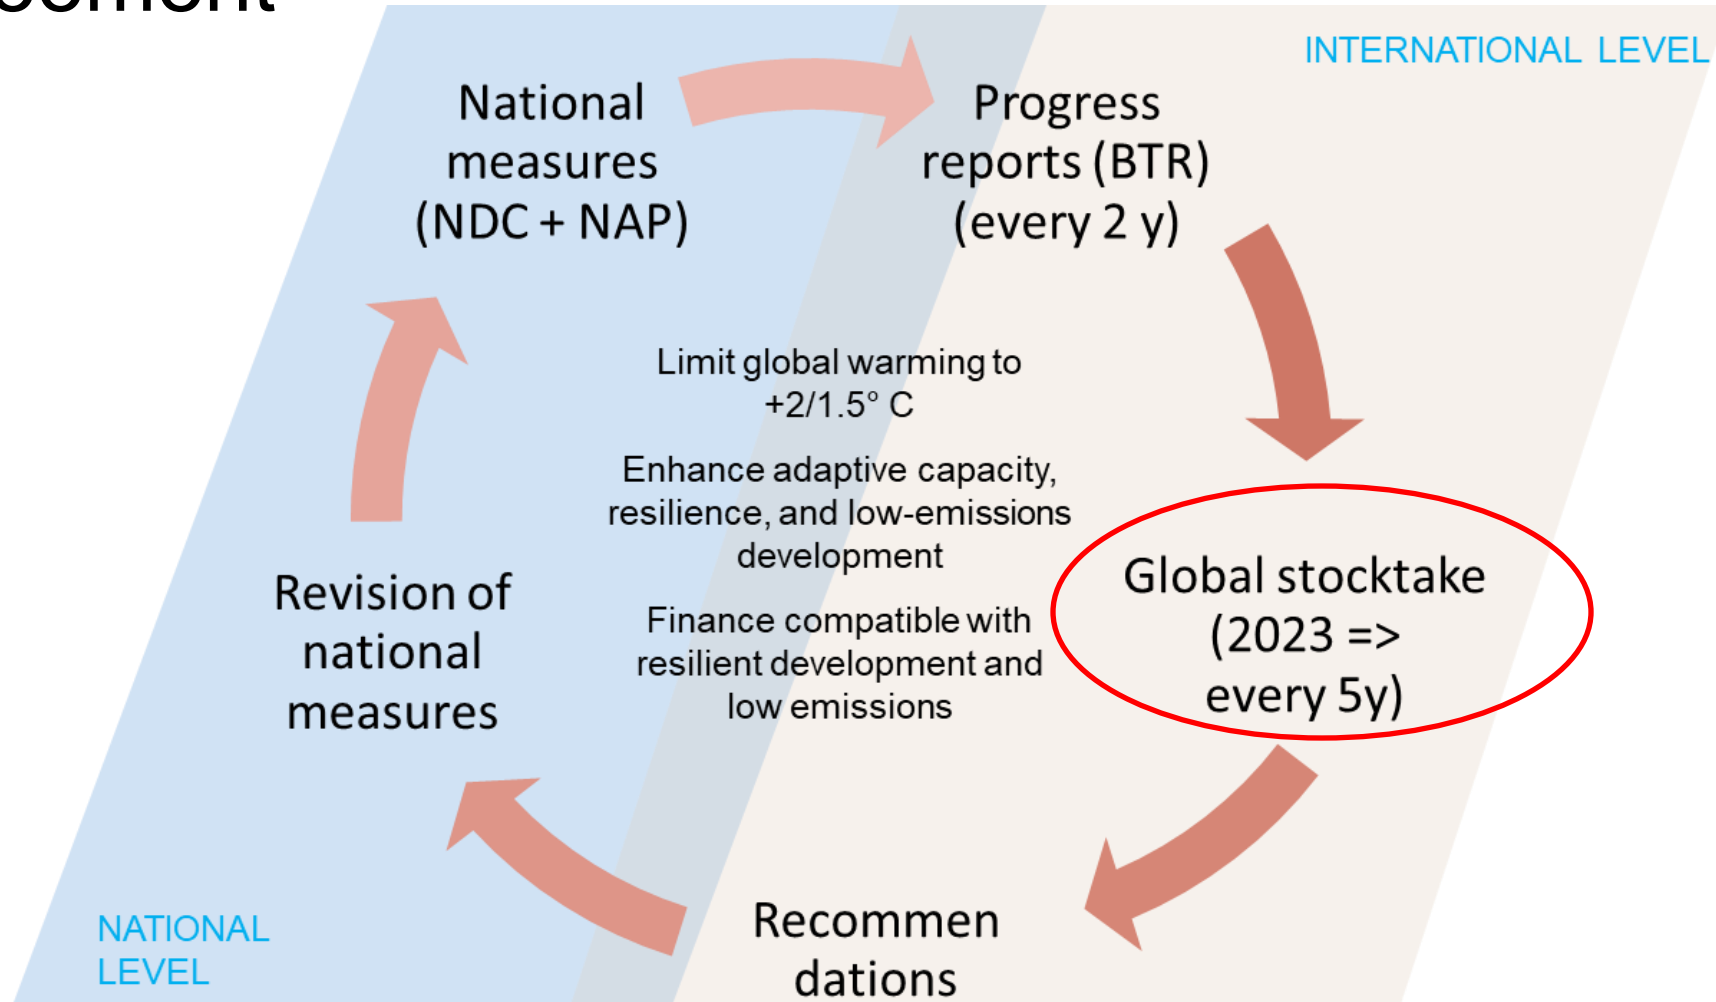 INTERNATIONAL LEVEL
National
measures
(NDC + NAP)
Progress
reports (BTR)
(every 2 y)
Limit global warming to
+2/1.5° C
Enhance adaptive capacity,
resilience, and low-emissions
development
Finance compatible with
resilient development and
low emissions
Global stocktake
(2023 =>
every 5y)
Revision of
national
measures
Recommen
dations
NATIONAL
LEVEL